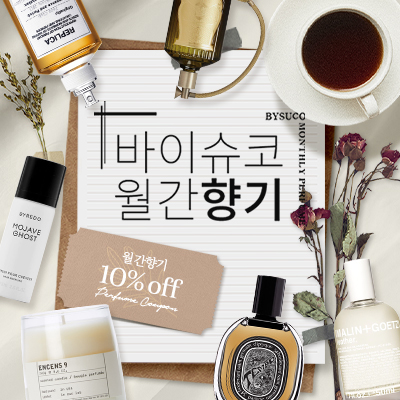 REPLICA
BYSUCO MONTHLY PERF
바이슈코
월간향기
BYREDO
MOJAVE
GHOST
월간향기
10% off
Perfume Coupon
ENCENS 9
MALIN+GOETZ